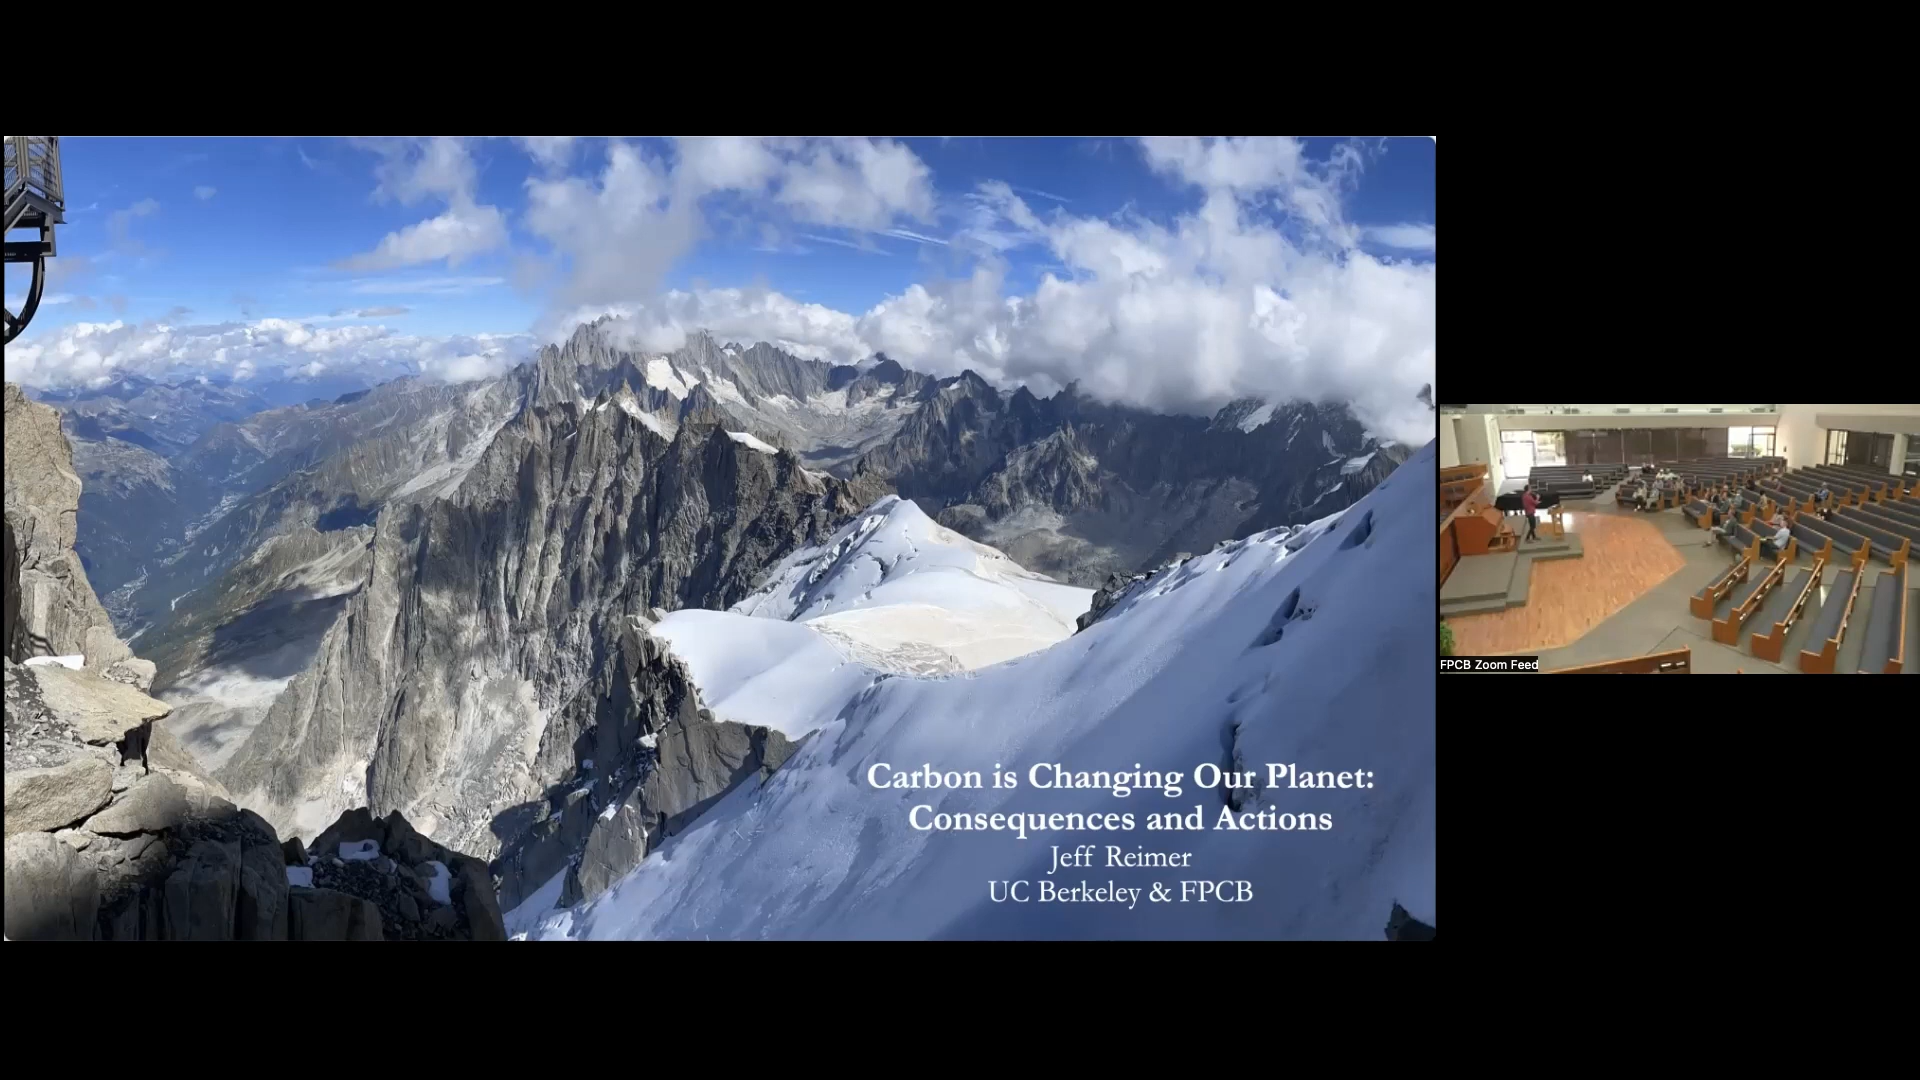 Carbon is Changing Our Planet:
Consequences and Actions
Jeff Reimer
UC Berkeley & FPCB
FPCB Zoom Feed